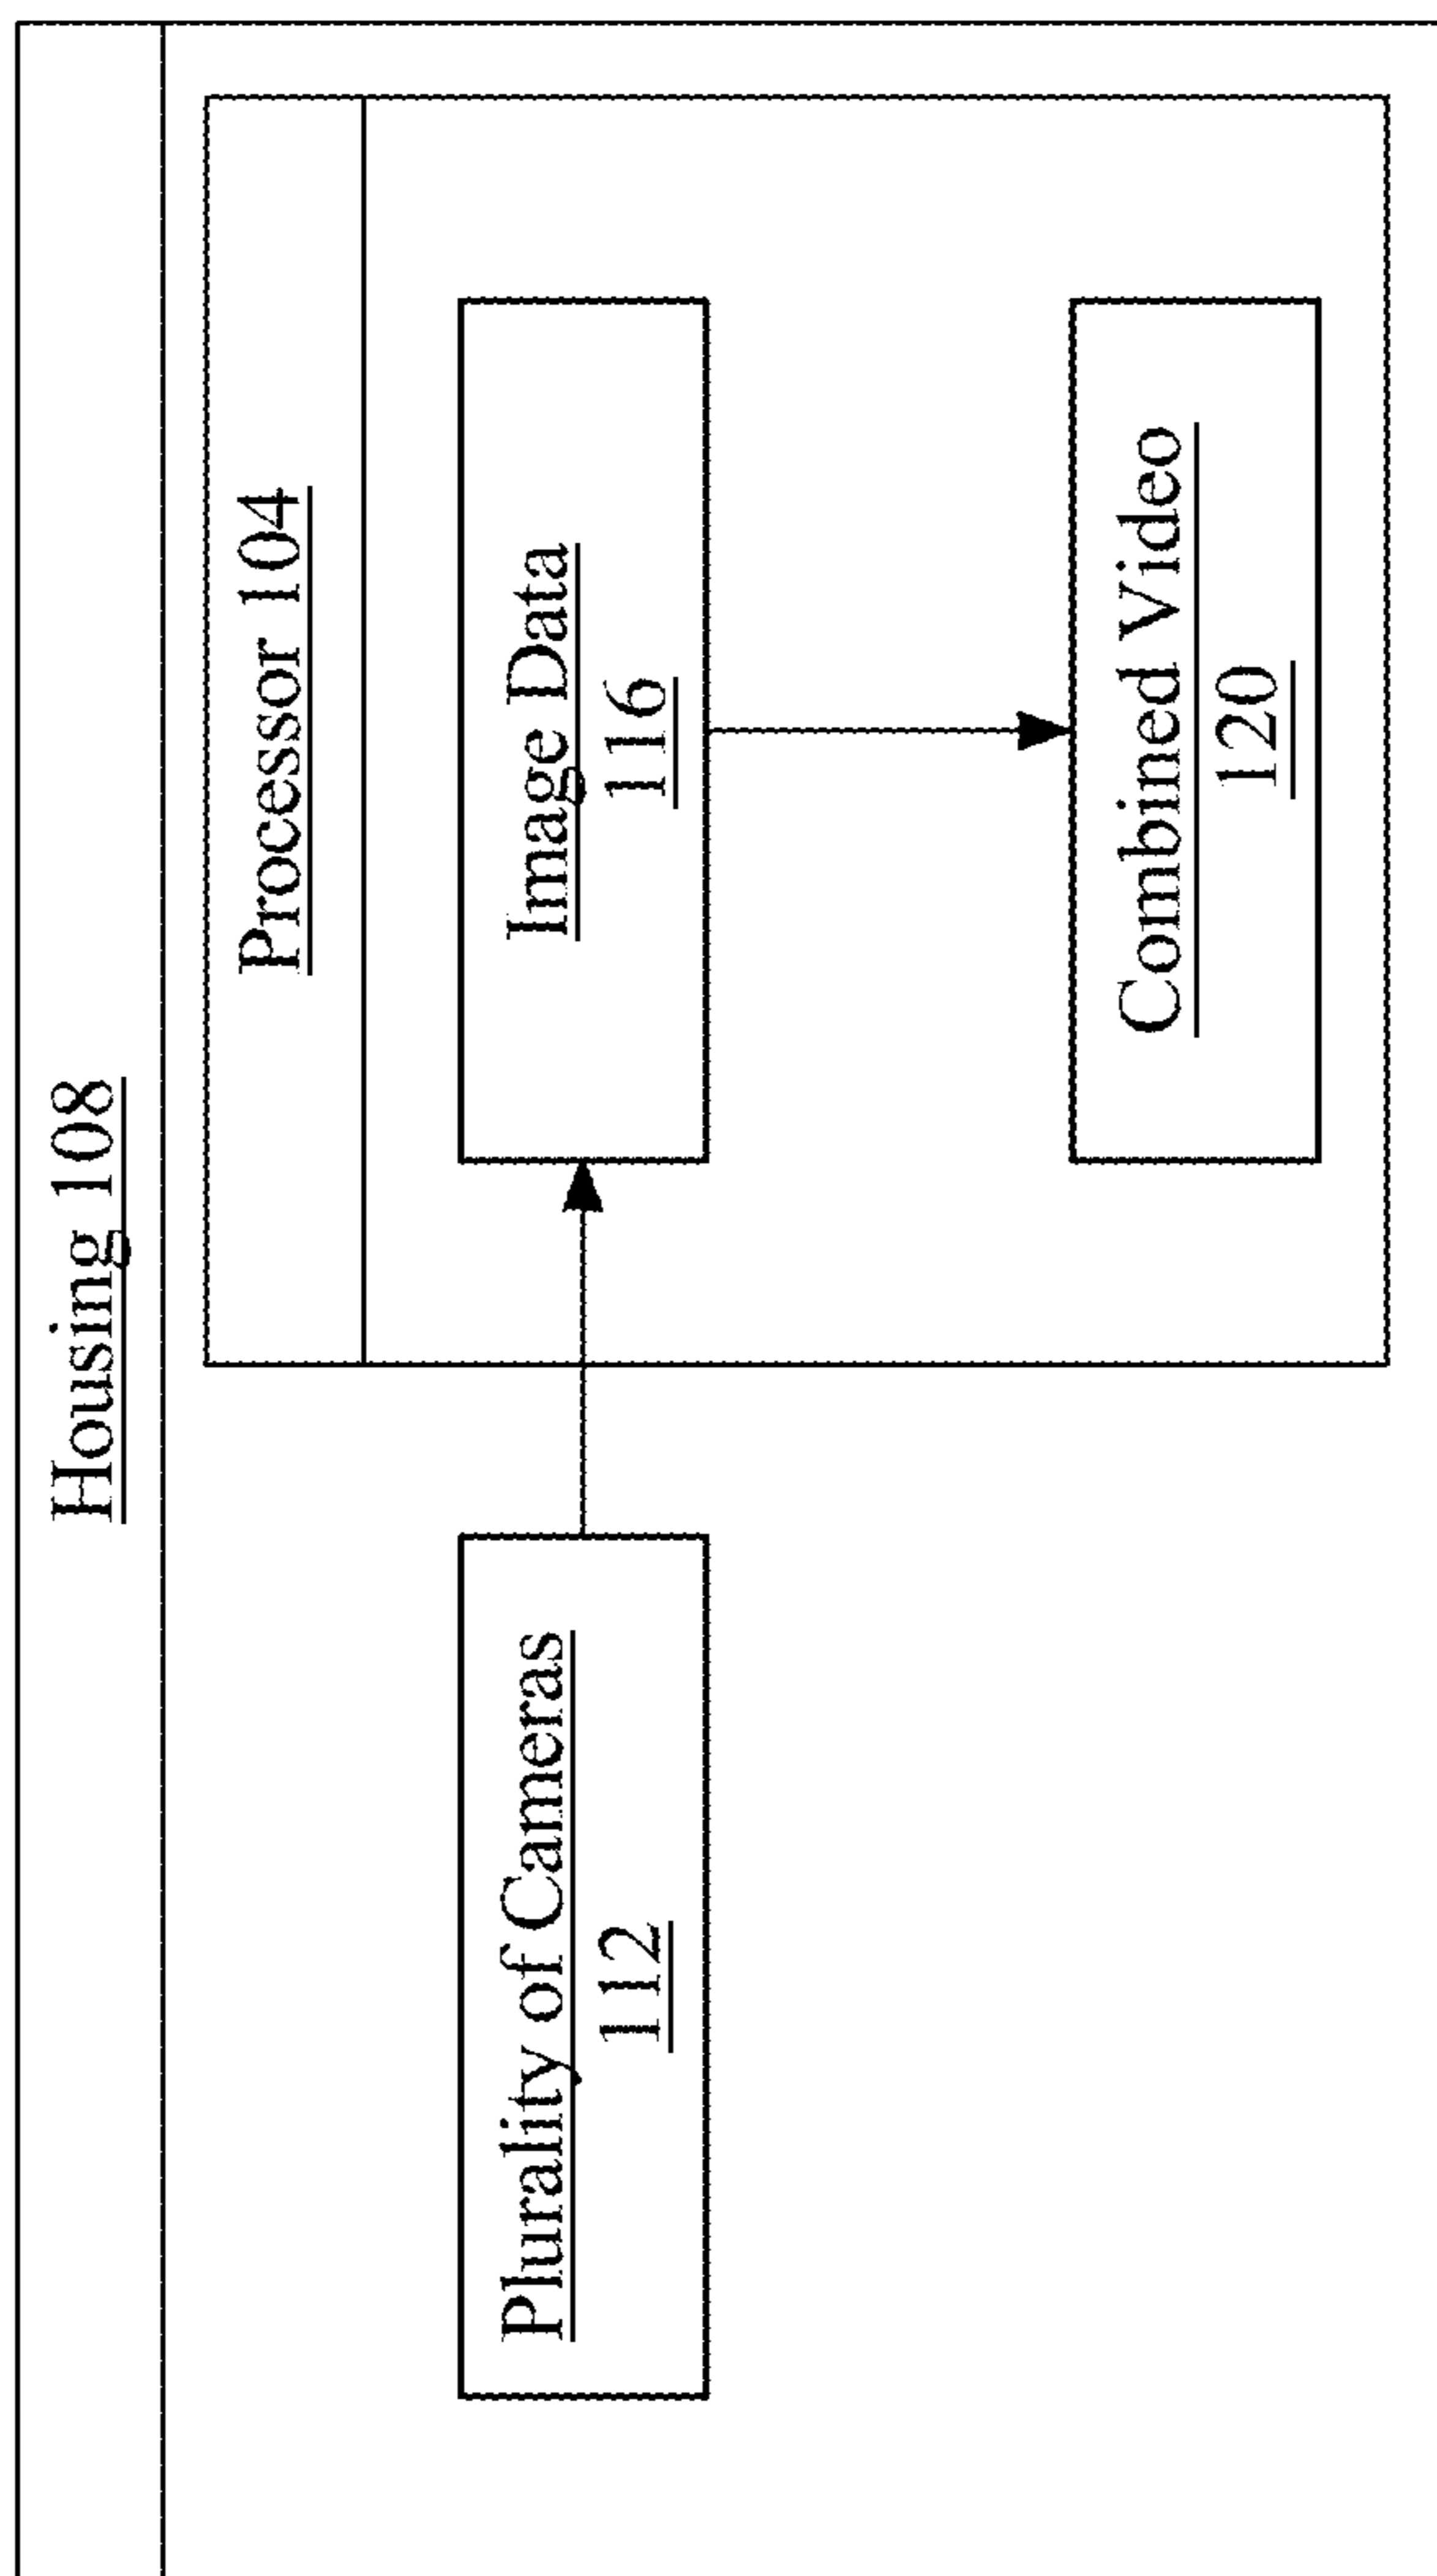 Housing 108
Processor 104
Plurality of Cameras
112
Image Data
116
Combined Video
120